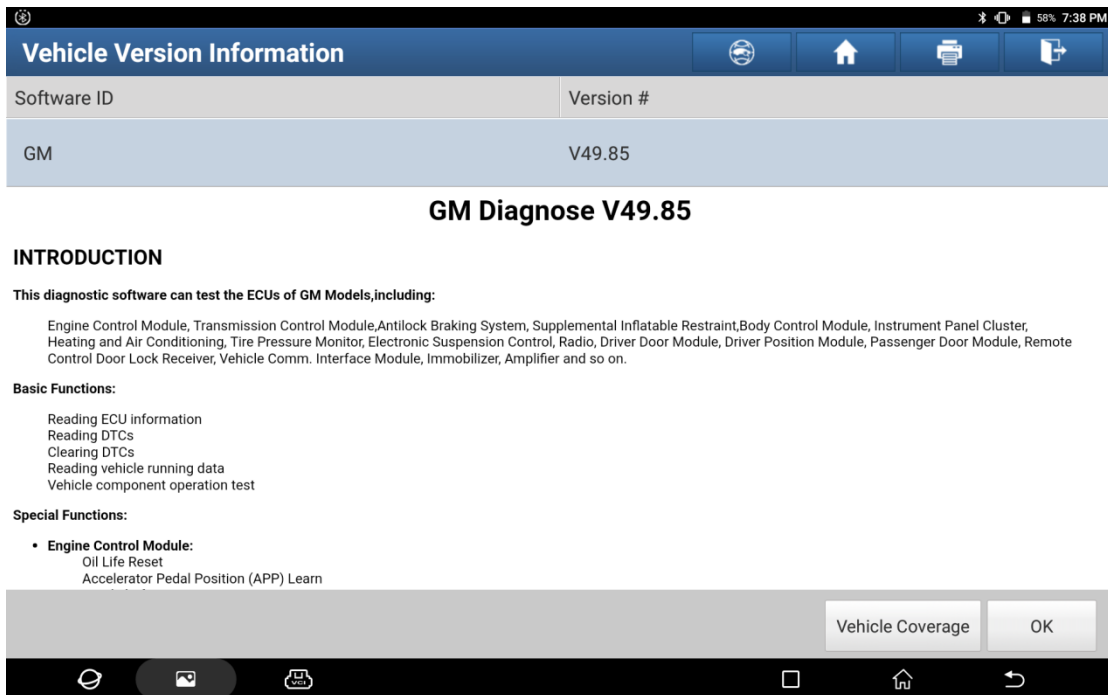 58% 7:38 PM
Vehicle Version Information
Software ID Version #
GM V49.85
GM Diagnose V49.85
INTRODUCTION
This diagnostic software can test the ECUs of GM Models,including:
Engine Control Module, Transmission Control Module,Antilock Braking System, Supplemental Inflatable Restraint,Body Control Module, Instrument Panel Cluster,
Heating and Air Conditioning, Tire Pressure Monitor, Electronic Suspension Control, Radio, Driver Door Module, Driver Position Module, Passenger Door Module, Remote
Control Door Lock Receiver, Vehicle Comm. Interface Module, Immobilizer, Amplifier and so on.
Basic Functions:
Reading ECU information
Reading DTCs
Clearing DTCs
Reading vehicle running data
Vehicle component operation test
Special Functions:
• Engine Control Module:
Oil Life Reset
Accelerator Pedal Position (APP) Learn
Vehicle Coverage OK
VCI